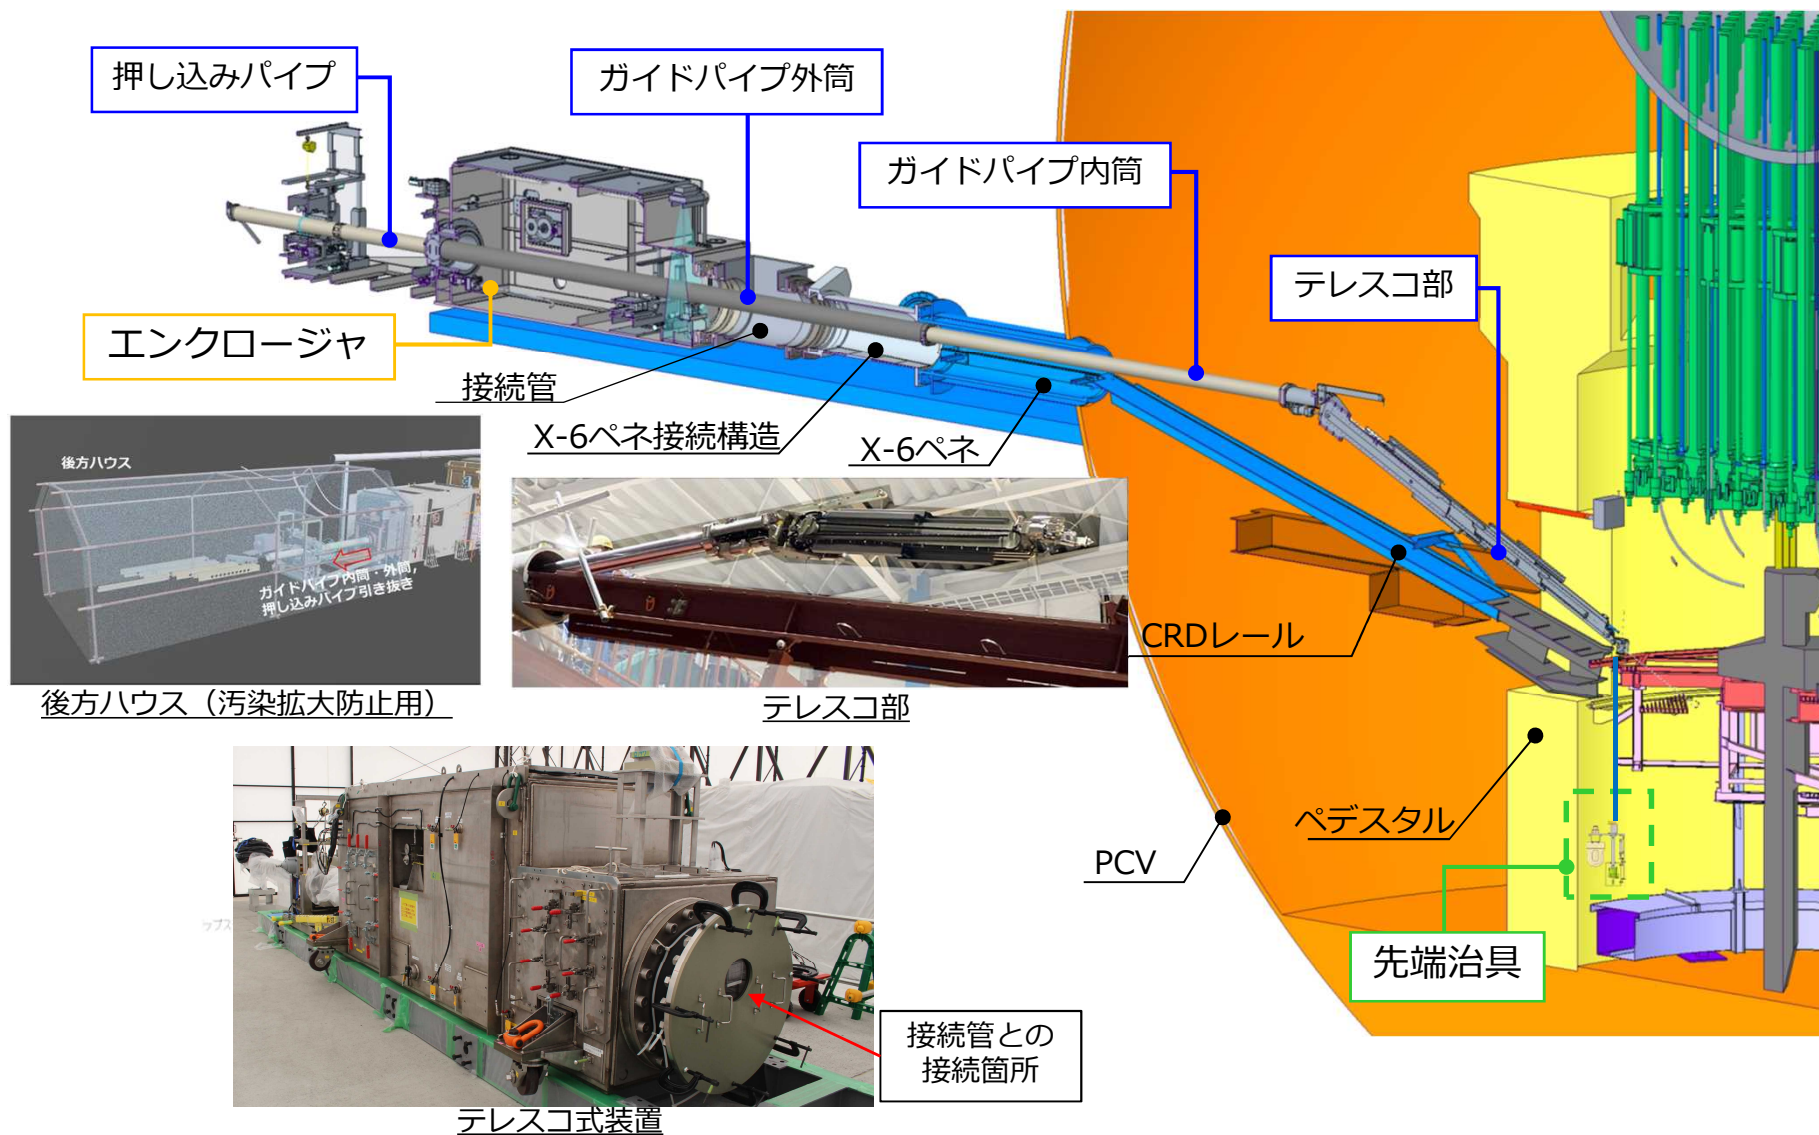 押し込みパイプ
ガイドパイプ外筒
ガイドパイプ内筒
テレスコ部
エンクロージャ
接続管
X-6ペネ接続構造
X-6ペネ
後方ハウス
ガイドパイプ内筒・外筒,
押し込みパイプ引き抜き
後方ハウス（汚染拡大防止用）
テレスコ部
CRDレール
ペデスタル
PCV
先端治具
接続管との
接続箇所
テレスコ式装置